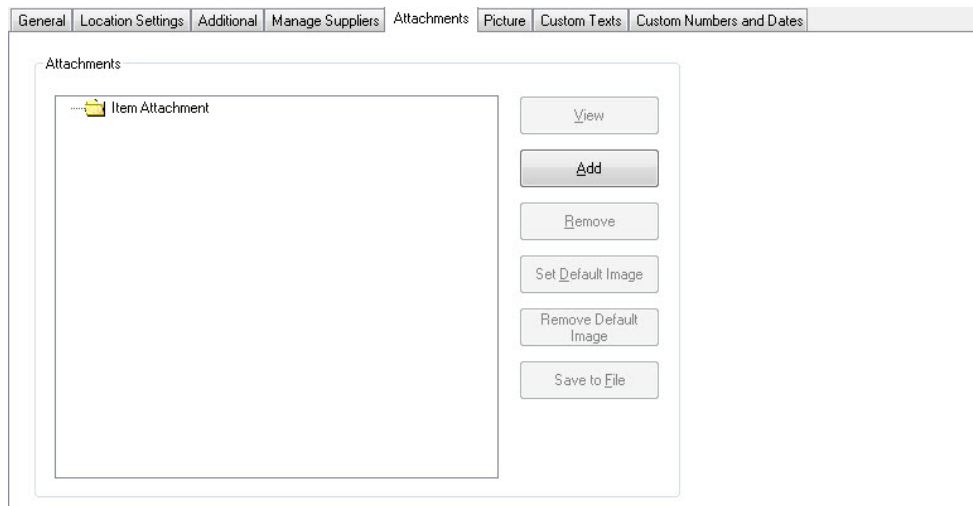 General Location Settings Additional Manage Suppliers Attachments Picture Custom Texts Custom Numbers and Dates
Attachments
Item Attachment
View
Add
Remove
Set Default Image
Remove Default
Image
Save to File